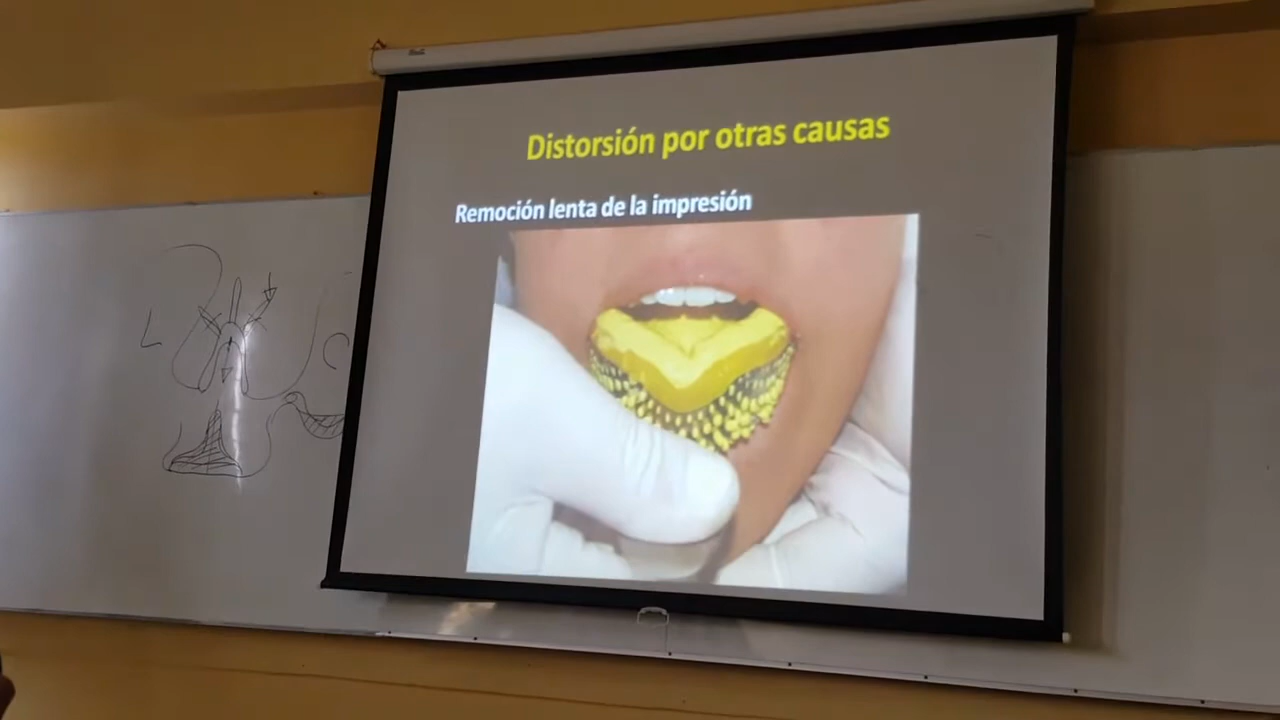 Distorsión por otras causas
Remoción lenta de la impresión